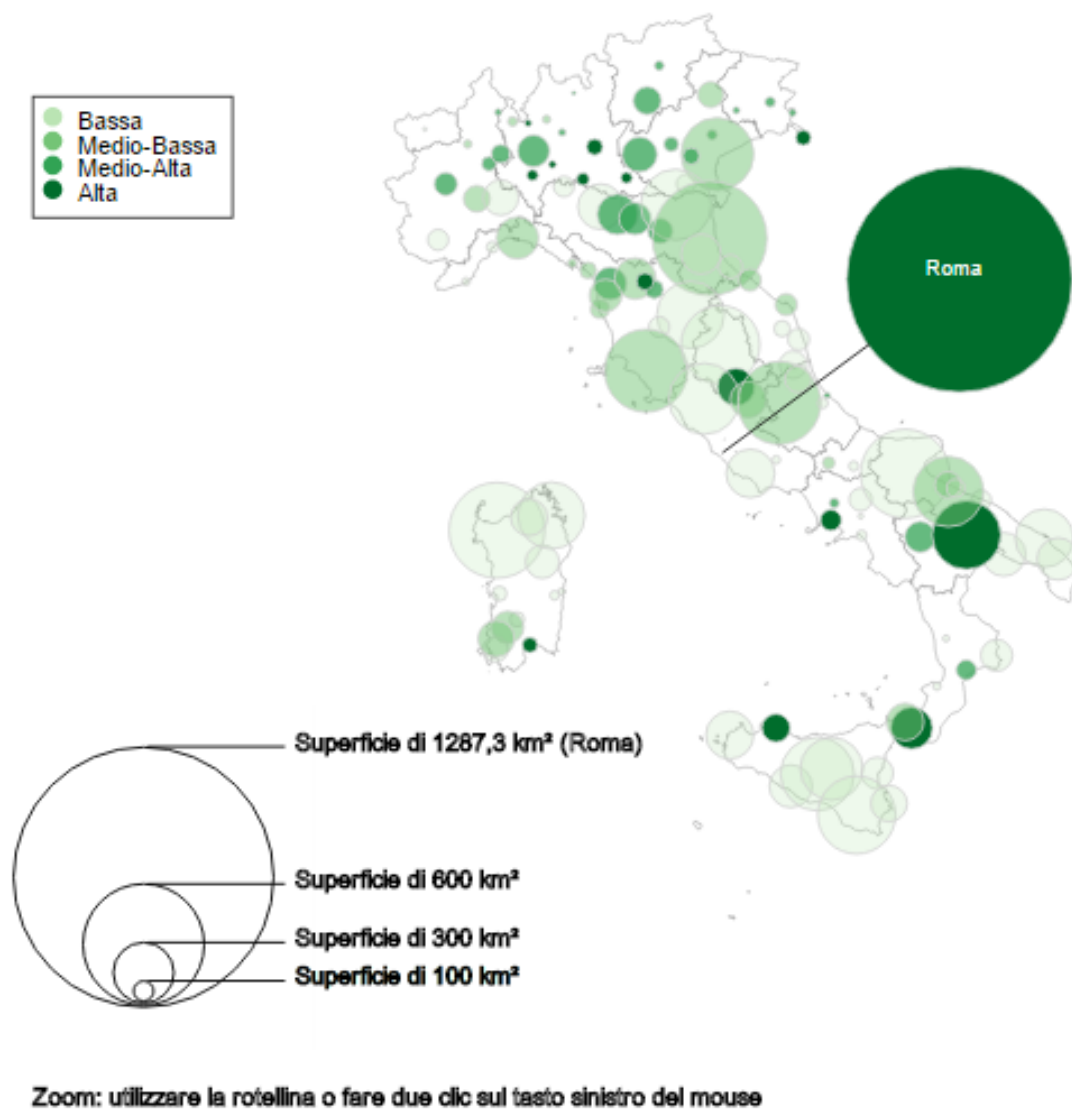 Bassa
Medio-Bassa
Medio-Alta
Alta
Roma
Superficie di 1287,3 km² (Roma)
Superficie di 600 km²
Superficie di 300 km²
Superficie di 100 km²
Zoom: utilizzare la rotellina o fare due clic sul tasto sinistro del mouse